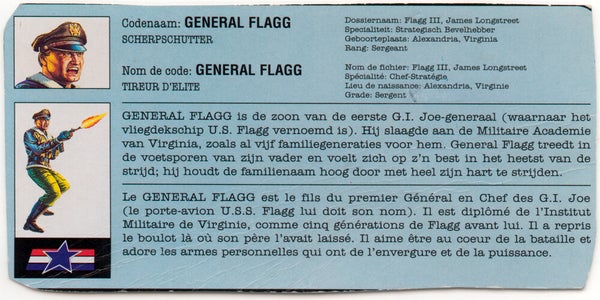 Codenaam: GENERAL FLAGG
SCHERPSCHUTTER
Dossiernaam: Flagg III, James Longstreet
Specialiteit: Strategisch Bevelhebber
Geboorteplaats: Alexandria, Virginia
Rang: Sergeant
Nom de code: GENERAL FLAGG
TIREUR D'ELITE
Nom de fichier: Flagg III, James Longstreet
Spécialité: Chef-Stratégie
Lieu de naissance: Alexandria, Virginie
Grade: Sergent
GENERAL FLAGG is de zoon van de eerste G.I. Joe-generaal (waarnaar het
vliegdekschip U.S. Flagg vernoemd is). Hij slaagde aan de Militaire Academie
van Virginia, zoals al vijf familiegeneraties voor hem. General Flagg treedt in
de voetsporen van zijn vader en voelt zich op z'n best in het heetst van de
strijd; hij houdt de familienaam hoog door met heel zijn hart te strijden.
Le GENERAL FLAGG est le fils du premier Général en Chef des G.I. Joe
(le porte-avion U.S.S. Flagg lui doit son nom). Il est diplômé de l'Institut
Militaire de Virginie, comme cinq générations de Flagg avant lui. Il a repris
le boulot là où son père l'avait laissé. Il aime être au coeur de la bataille et
adore les armes personnelles qui ont de l'envergure et de la puissance.